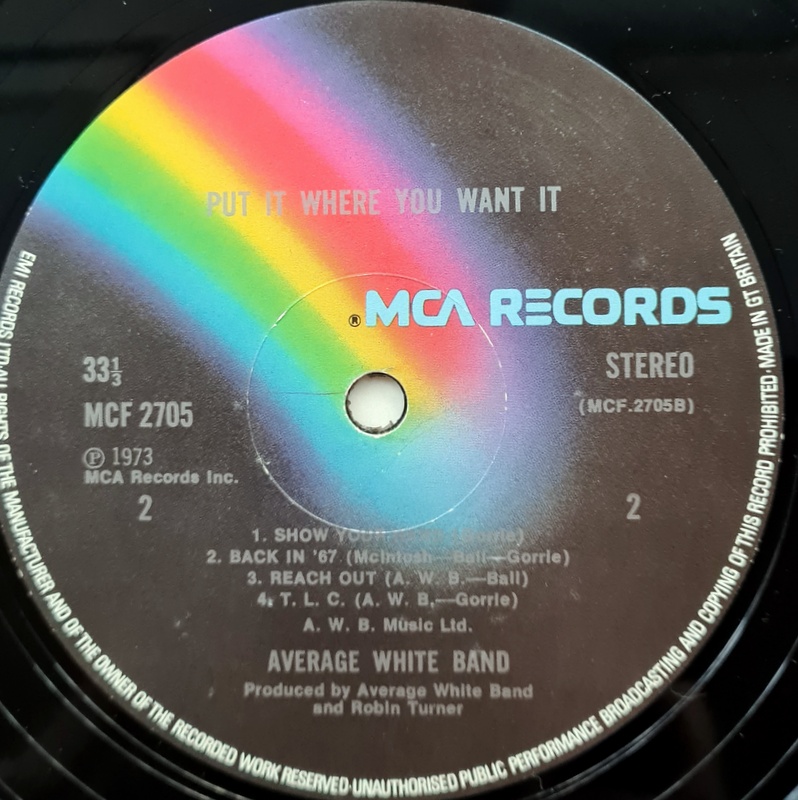 PUT IT WHERE YOU WANT IT
® MCA RECORDS
33⅓
STEREO
MCF 2705
(MCF.2705B)
Ⓟ 1973
MCA Records Inc.
2
2
1. SHOW YOUR (Gorrie)
2. BACK IN '67 (McIntosh—Ball—Gorrie)
3. REACH OUT (A. W. B.—Ball)
4. T. L. C. (A. W. B.—Gorrie)
A. W. B. Music Ltd.
AVERAGE WHITE BAND
Produced by Average White Band
and Robin Turner
EMI RECORDS LTD·ALL RIGHTS OF THE MANUFACTURER AND OF THE OWNER OF THE RECORDED WORK RESERVED·UNAUTHORISED PUBLIC PERFORMANCE BROADCASTING AND COPYING OF THIS RECORD PROHIBITED·MADE IN GT BRITAIN